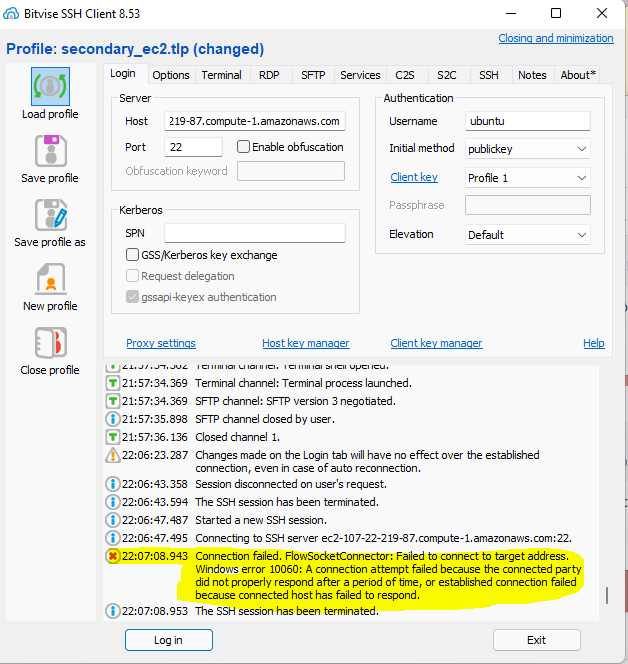 Bitvise SSH Client 8.53
Closing and minimization
Profile: secondary_ec2.tlp (changed)
Load profile
Save profile
Save profile as
New profile
Close profile
Login Options Terminal RDP SFTP Services C2S S2C SSH Notes About*
Server
Host 219-87.compute-1.amazonaws.com
Port 22 Enable obfuscation
Obfuscation keyword
Kerberos
SPN
GSS/Kerberos key exchange
Request delegation
gssapi-keyex authentication
Authentication
Username ubuntu
Initial method publickey
Client key Profile 1
Passphrase
Elevation Default
Proxy settings Host key manager Client key manager Help
21:57:34.362 Terminal channel: Terminal shell opened.
21:57:34.369 Terminal channel: Terminal process launched.
21:57:34.369 SFTP channel: SFTP version 3 negotiated.
21:57:35.898 SFTP channel closed by user.
21:57:36.136 Closed channel 1.
22:06:23.287 Changes made on the Login tab will have no effect over the established
connection, even in case of auto reconnection.
22:06:43.358 Session disconnected on user's request.
22:06:43.594 The SSH session has been terminated.
22:06:47.487 Started a new SSH session.
22:06:47.495 Connecting to SSH server ec2-107-22-219-87.compute-1.amazonaws.com:22.
22:07:08.943 Connection failed. FlowSocketConnector: Failed to connect to target address.
Windows error 10060: A connection attempt failed because the connected party
did not properly respond after a period of time, or established connection failed
because connected host has failed to respond.
22:07:08.953 The SSH session has been terminated.
Log in Exit